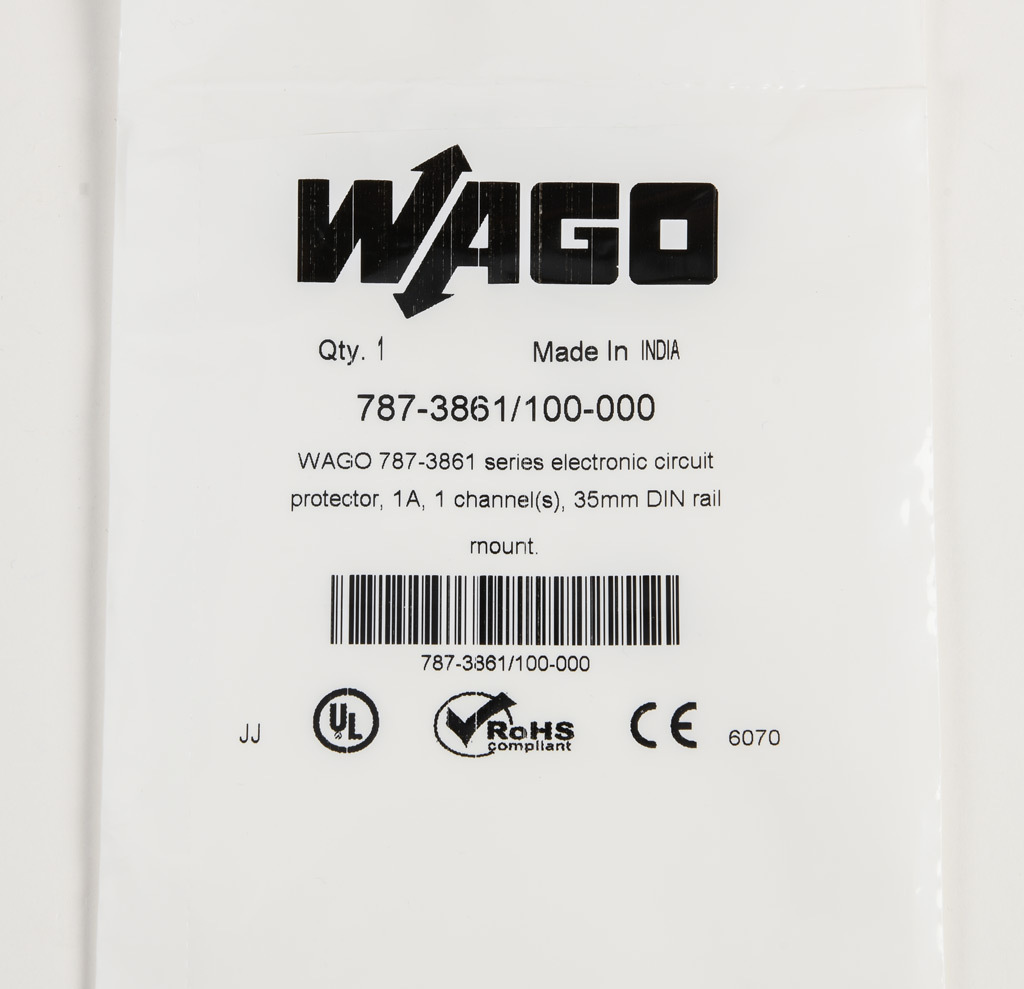 WAGO
Qty. 1 Made In INDIA
787-3861/100-000
WAGO 787-3861 series electronic circuit
protector, 1A, 1 channel(s), 35mm DIN rail
mount.
787-3861/100-000
JJ UL RoHS CE 6070
compliant